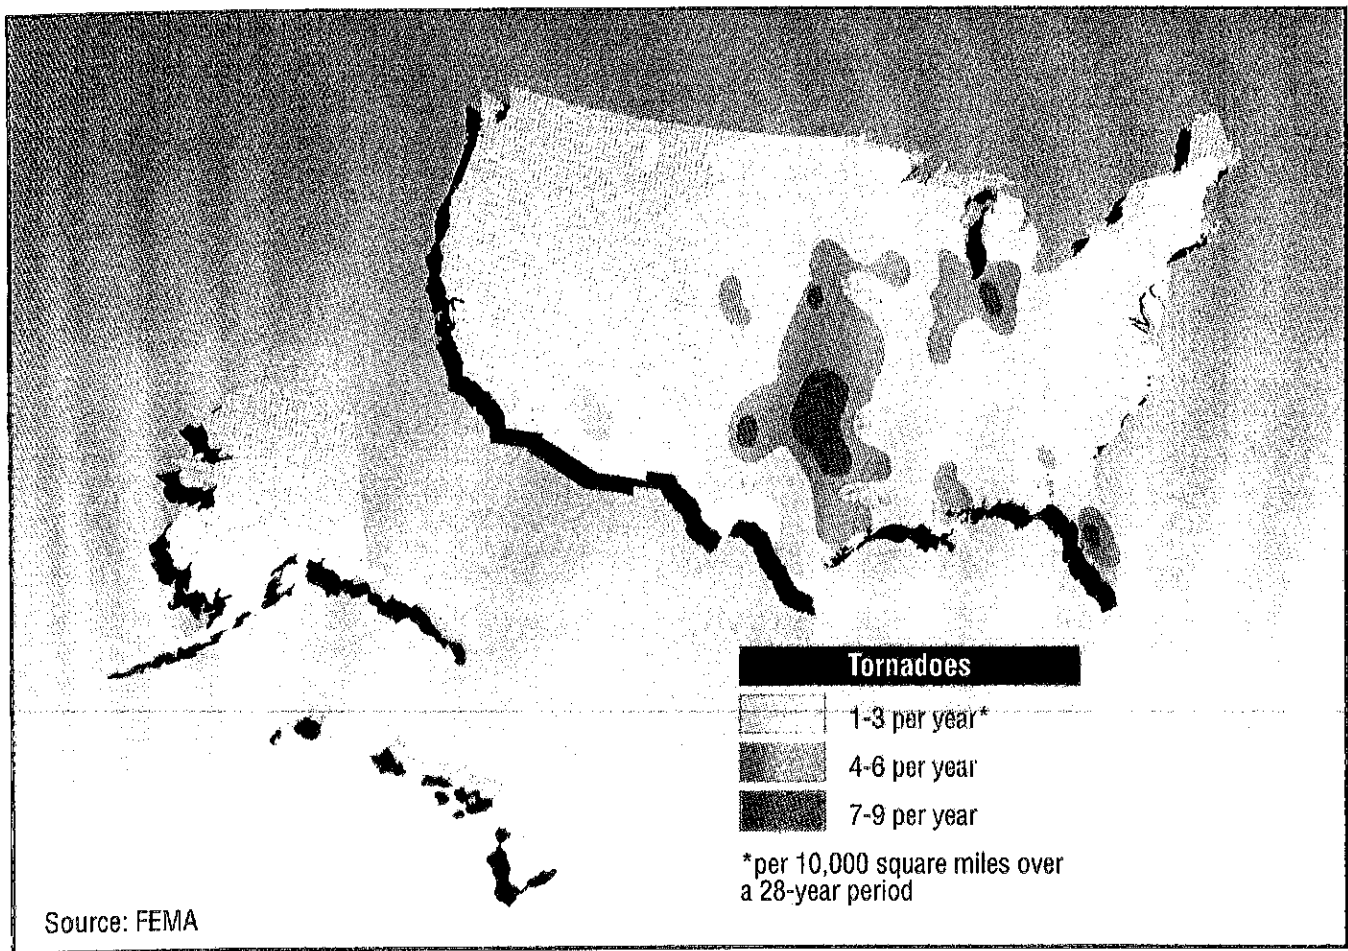 Tornadoes
1-3 per year*
4-6 per year
7-9 per year
*per 10,000 square miles over
a 28-year period
Source: FEMA